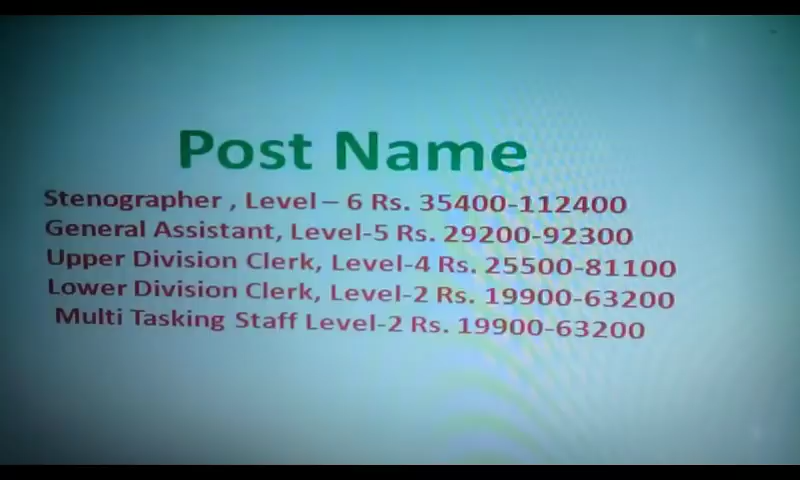 Post Name
Stenographer , Level – 6 Rs. 35400-112400
General Assistant, Level-5 Rs. 29200-92300
Upper Division Clerk, Level-4 Rs. 25500-81100
Lower Division Clerk, Level-2 Rs. 19900-63200
Multi Tasking Staff Level-2 Rs. 19900-63200